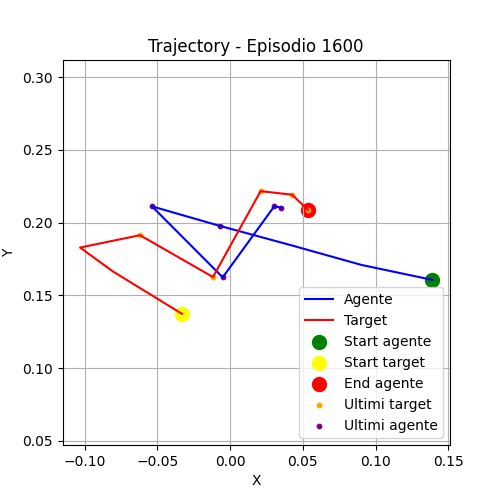 Trajectory - Episodio 1600
Y
0.30
0.25
0.20
0.15
0.10
0.05
−0.10
−0.05
0.00
0.05
0.10
0.15
X
Agente
Target
Start agente
Start target
End agente
Ultimi target
Ultimi agente